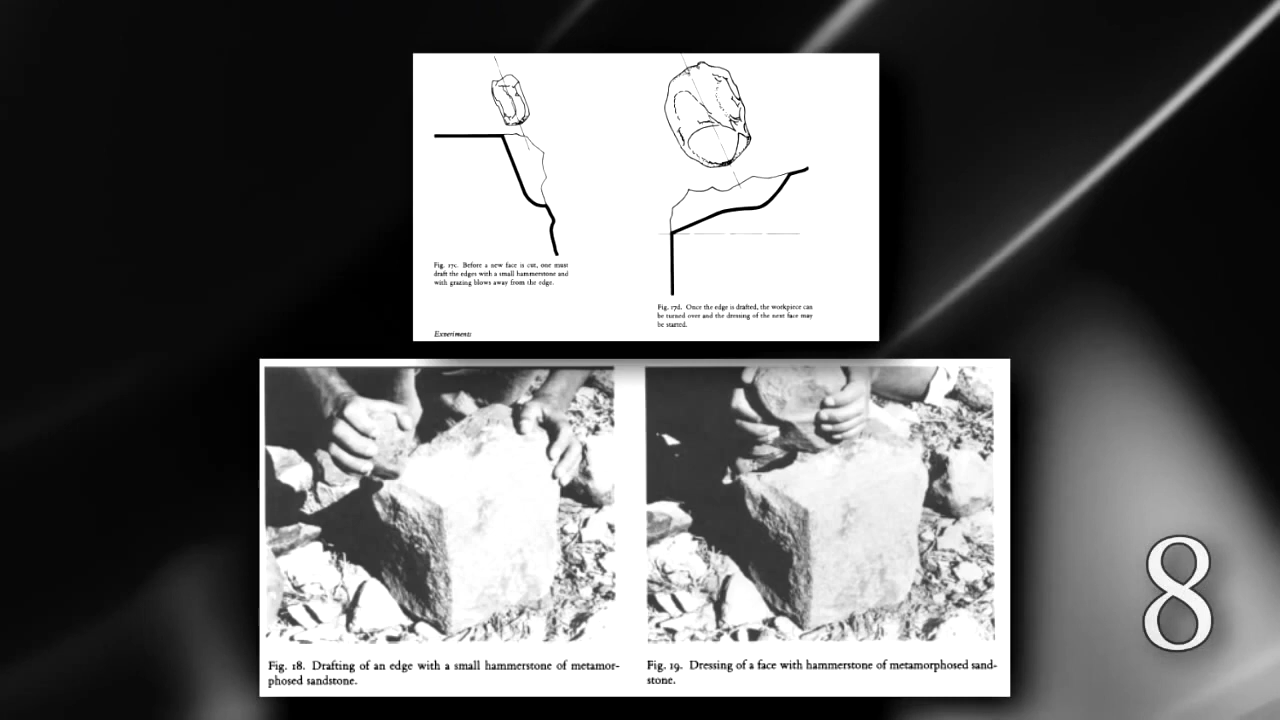 Fig. 17c. Before a new face is cut, one must
draft the edges with a small hammerstone and
with grazing blows away from the edge.
Experiments
Fig. 17d. Once the edge is drafted, the workpiece can
be turned over and the dressing of the next face may
be started.
Fig. 18. Drafting of an edge with a small hammerstone of metamor-
phosed sandstone.
Fig. 19. Dressing of a face with hammerstone of metamorphosed sand-
stone.
8